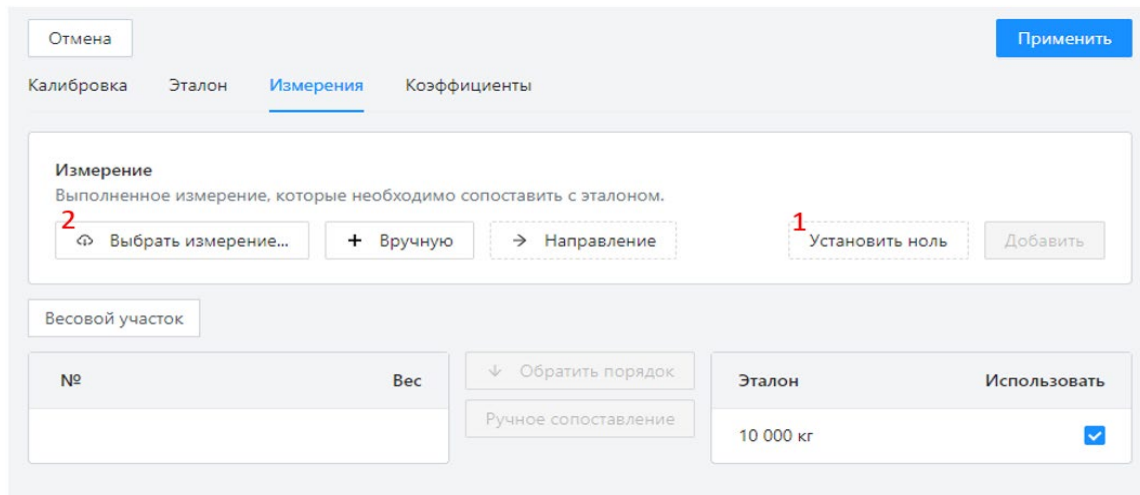 Отмена Применить
Калибровка Эталон Измерения Коэффициенты
Измерение
Выполненное измерение, которые необходимо сопоставить с эталоном.
2 1
Выбрать измерение... + Вручную → Направление Установить ноль Добавить
Весовой участок
№ Вес ↓ Обратить порядок Эталон Использовать
Ручное сопоставление
10 000 кг